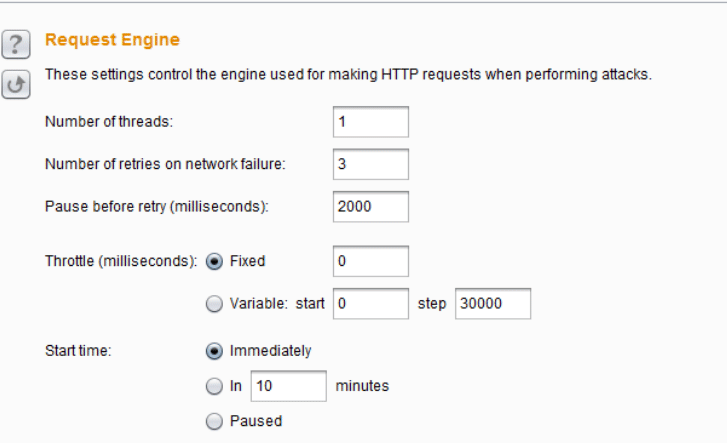 ?
Request Engine
These settings control the engine used for making HTTP requests when performing attacks.
Number of threads: 1
Number of retries on network failure: 3
Pause before retry (milliseconds): 2000
Throttle (milliseconds): Fixed 0
Variable: start 0 step 30000
Start time: Immediately
In 10 minutes
Paused